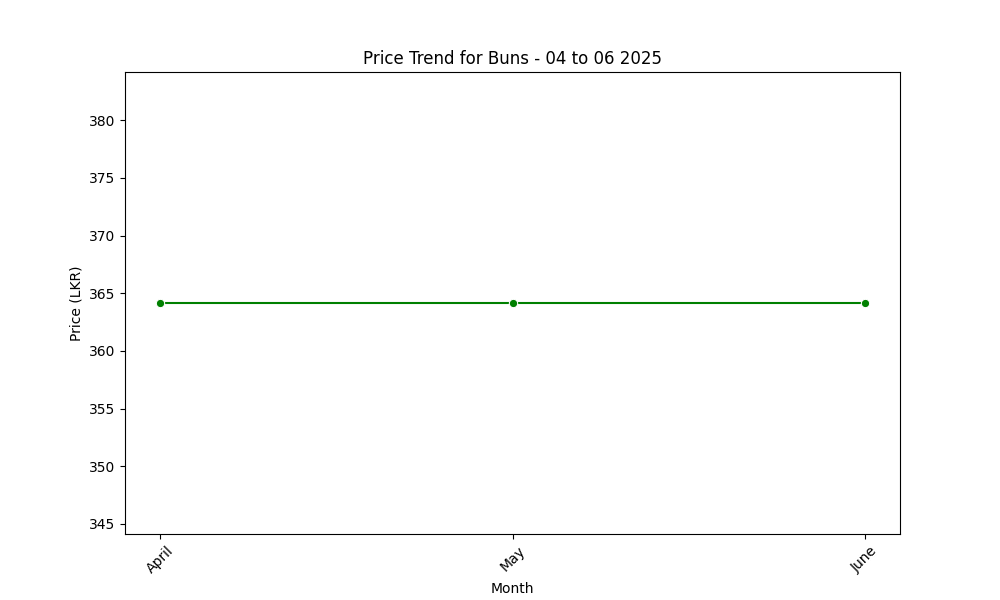 Price Trend for Buns - 04 to 06 2025
Price (LKR)
380
375
370
365
360
355
350
345
April
May
June
Month